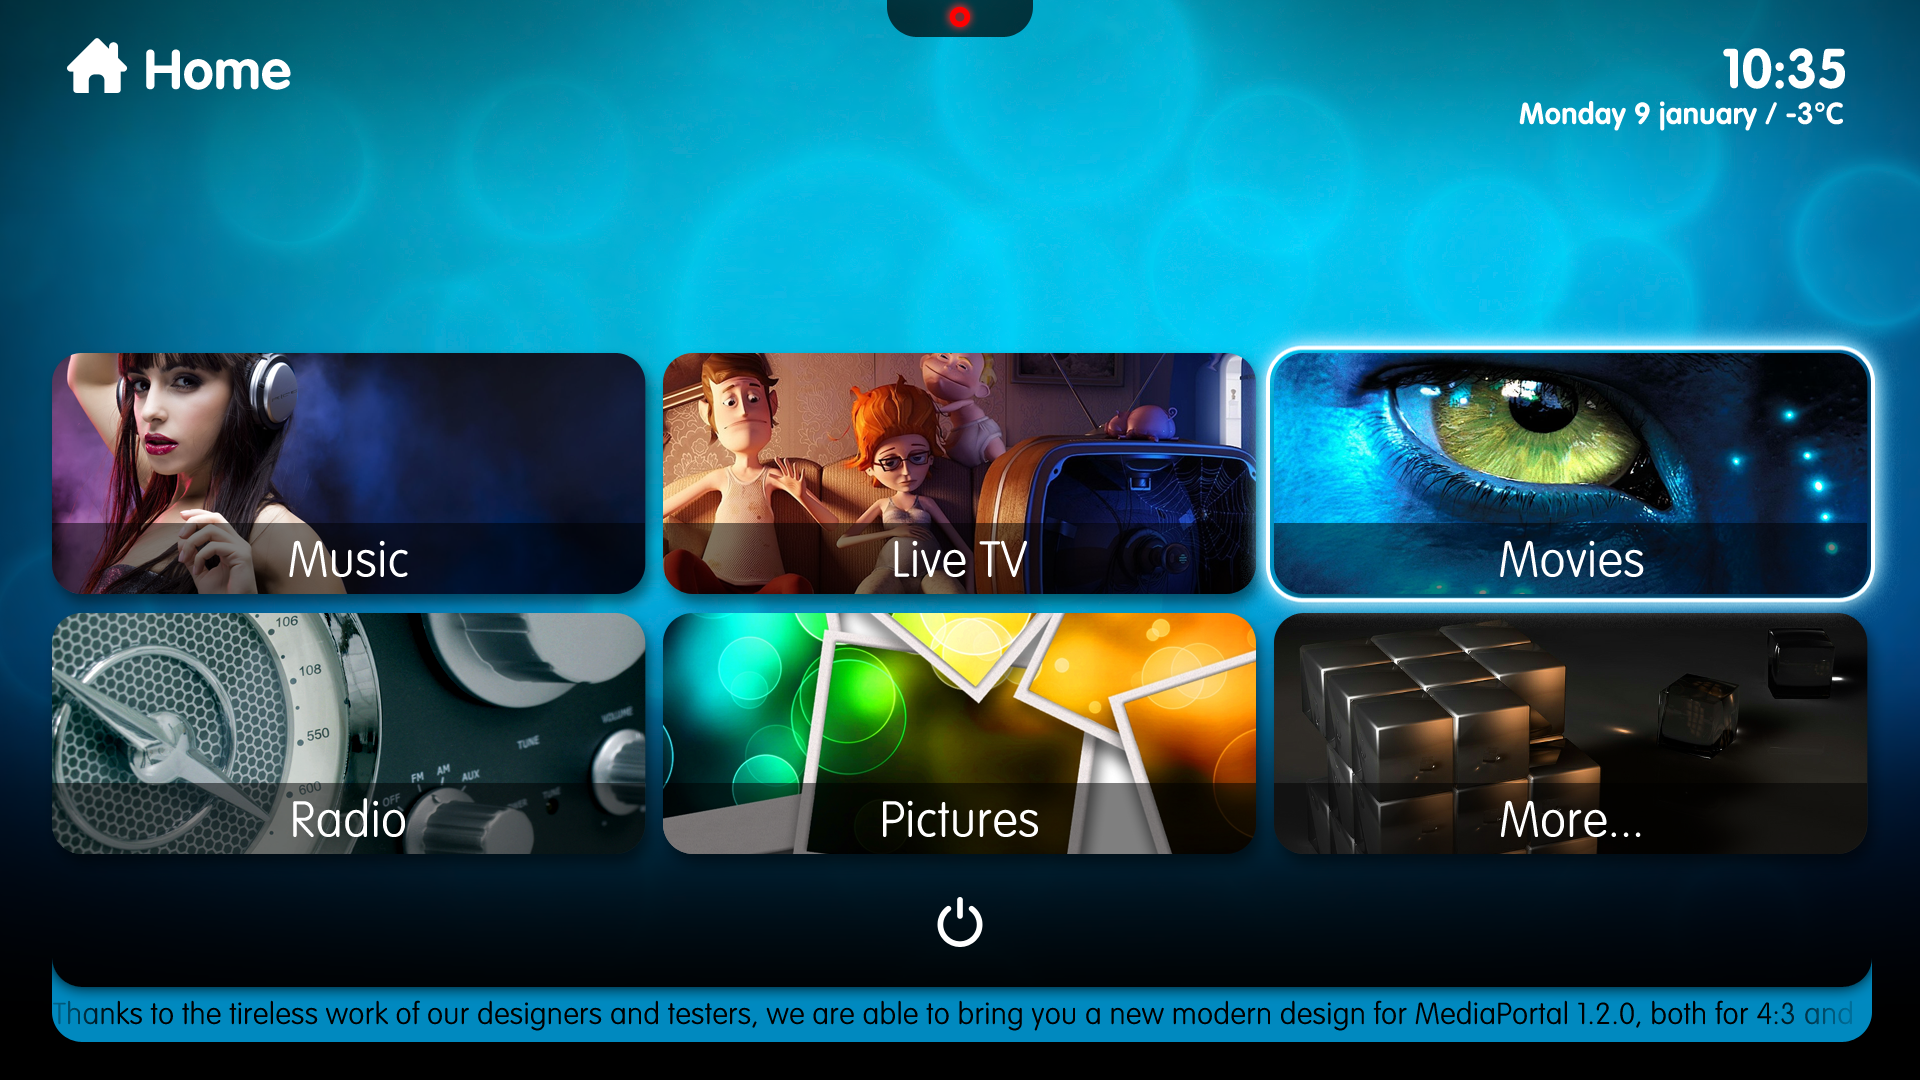 Home
10:35
Monday 9 january / -3°C
Music
Live TV
Movies
106
108
550
600
VOLUME
TUNE
FM AM AUX
OFF
TUNE
Radio
Pictures
More...
Thanks to the tireless work of our designers and testers, we are able to bring you a new modern design for MediaPortal 1.2.0, both for 4:3 and